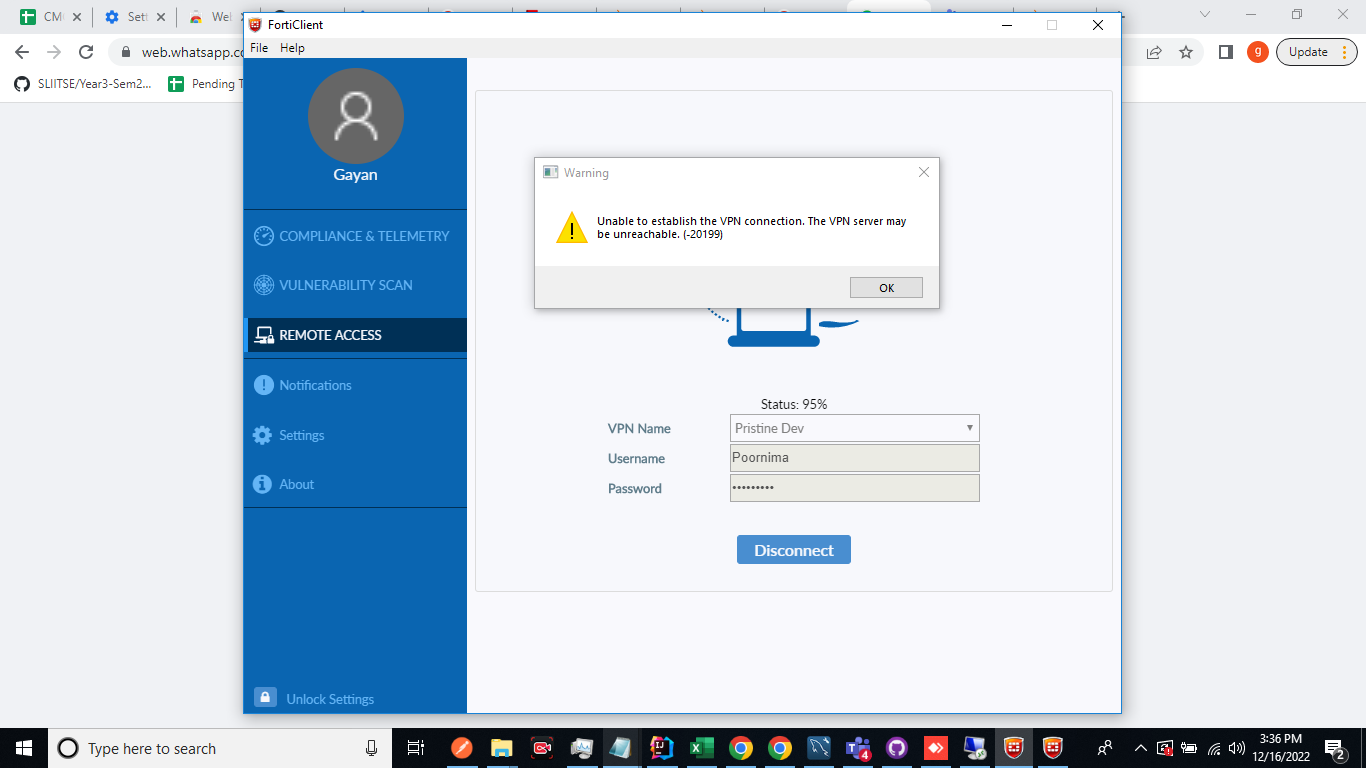 CM
Sett
Wel
FortiClient
File Help
web.whatsapp.co
Update
g
SLIITSE/Year3-Sem2...
Pending T
Gayan
COMPLIANCE & TELEMETRY
VULNERABILITY SCAN
REMOTE ACCESS
Notifications
Settings
About
Unlock Settings
Warning
Unable to establish the VPN connection. The VPN server may
be unreachable. (-20199)
OK
Status: 95%
VPN Name Pristine Dev
Username Poornima
Password •••••••••
Disconnect
Type here to search
4
3:36 PM
12/16/2022
2